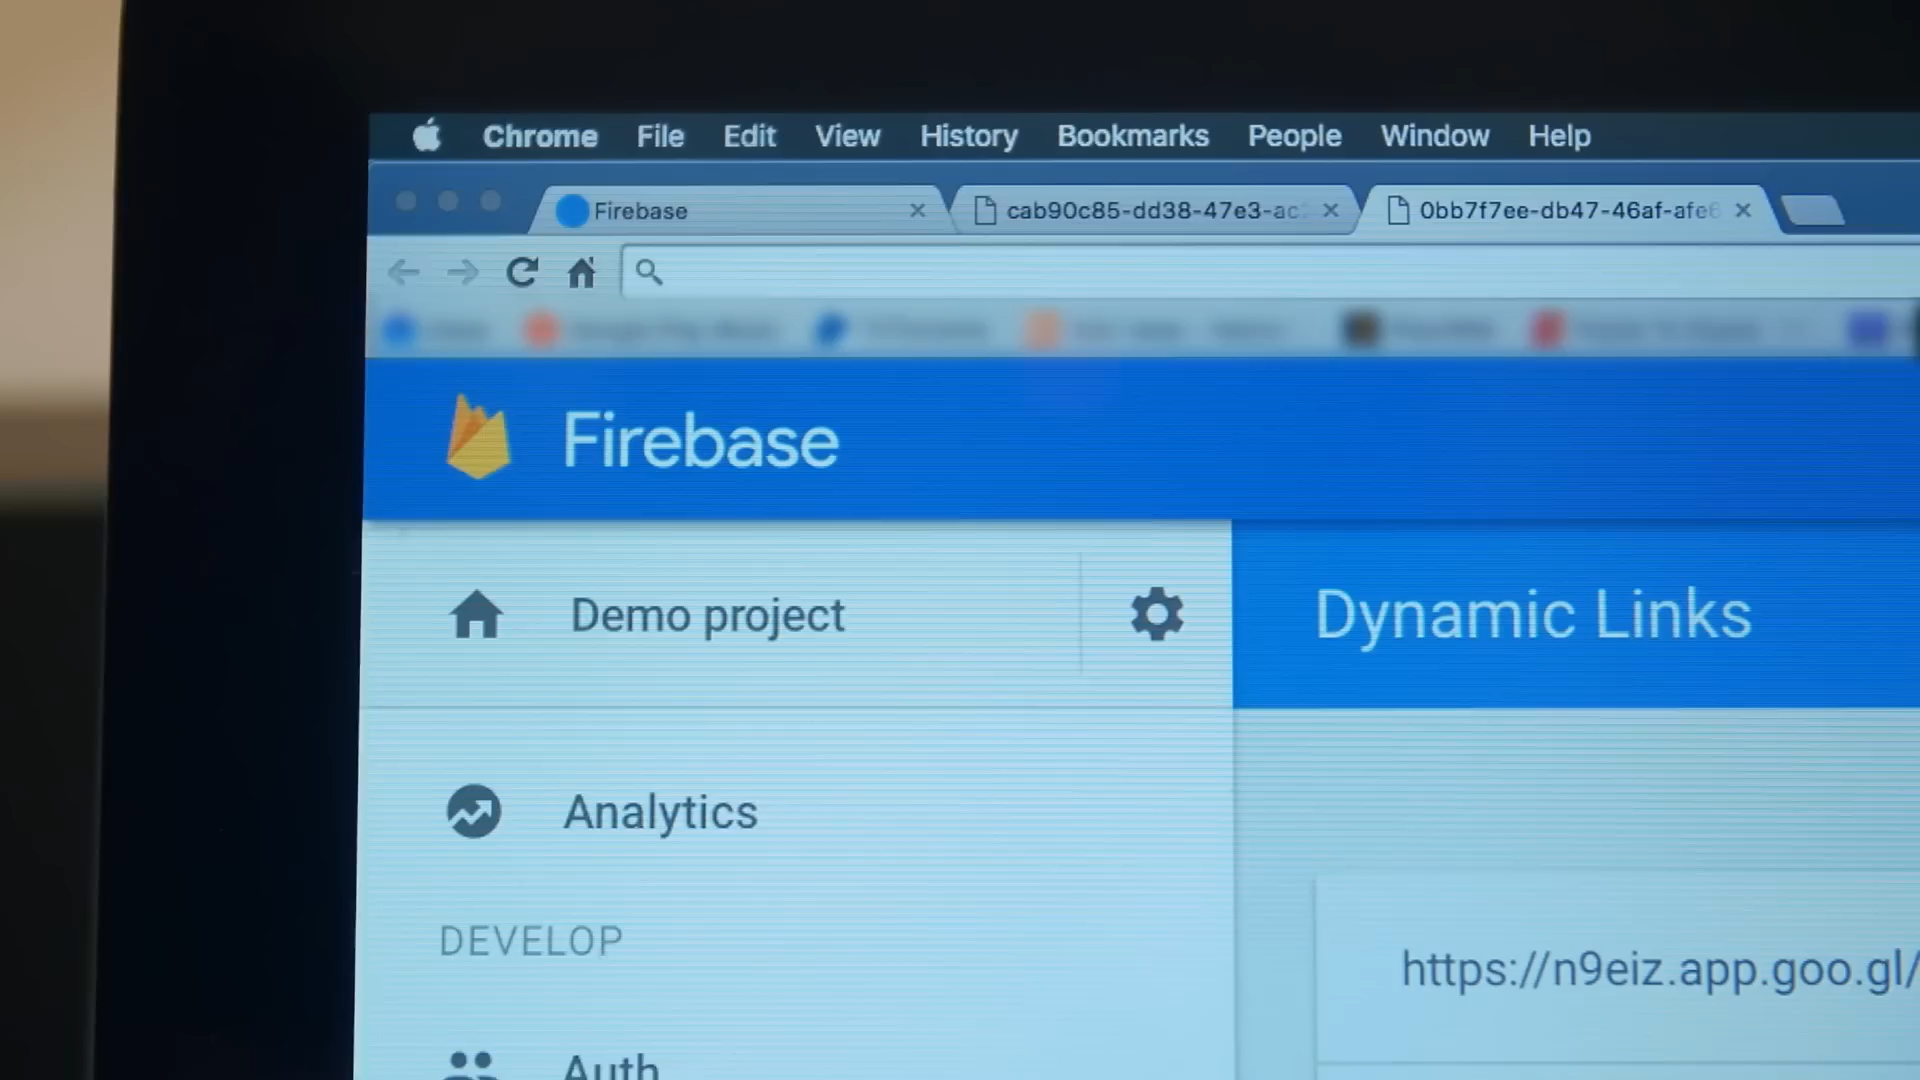 Chrome File Edit View History Bookmarks People Window Help
Firebase cab90c85-dd38-47e3-ac 0bb7f7ee-db47-46af-afe6
Firebase
Demo project
Dynamic Links
Analytics
DEVELOP
https://n9eiz.app.goo.gl/
Auth